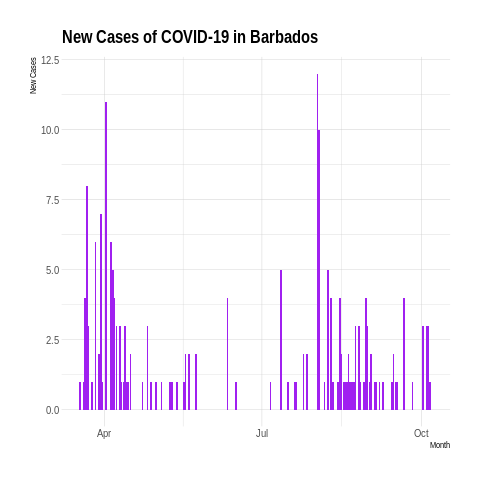 New Cases of COVID-19 in Barbados
New Cases
12.5
10.0
7.5
5.0
2.5
0.0
Apr
Jul
Oct
Month